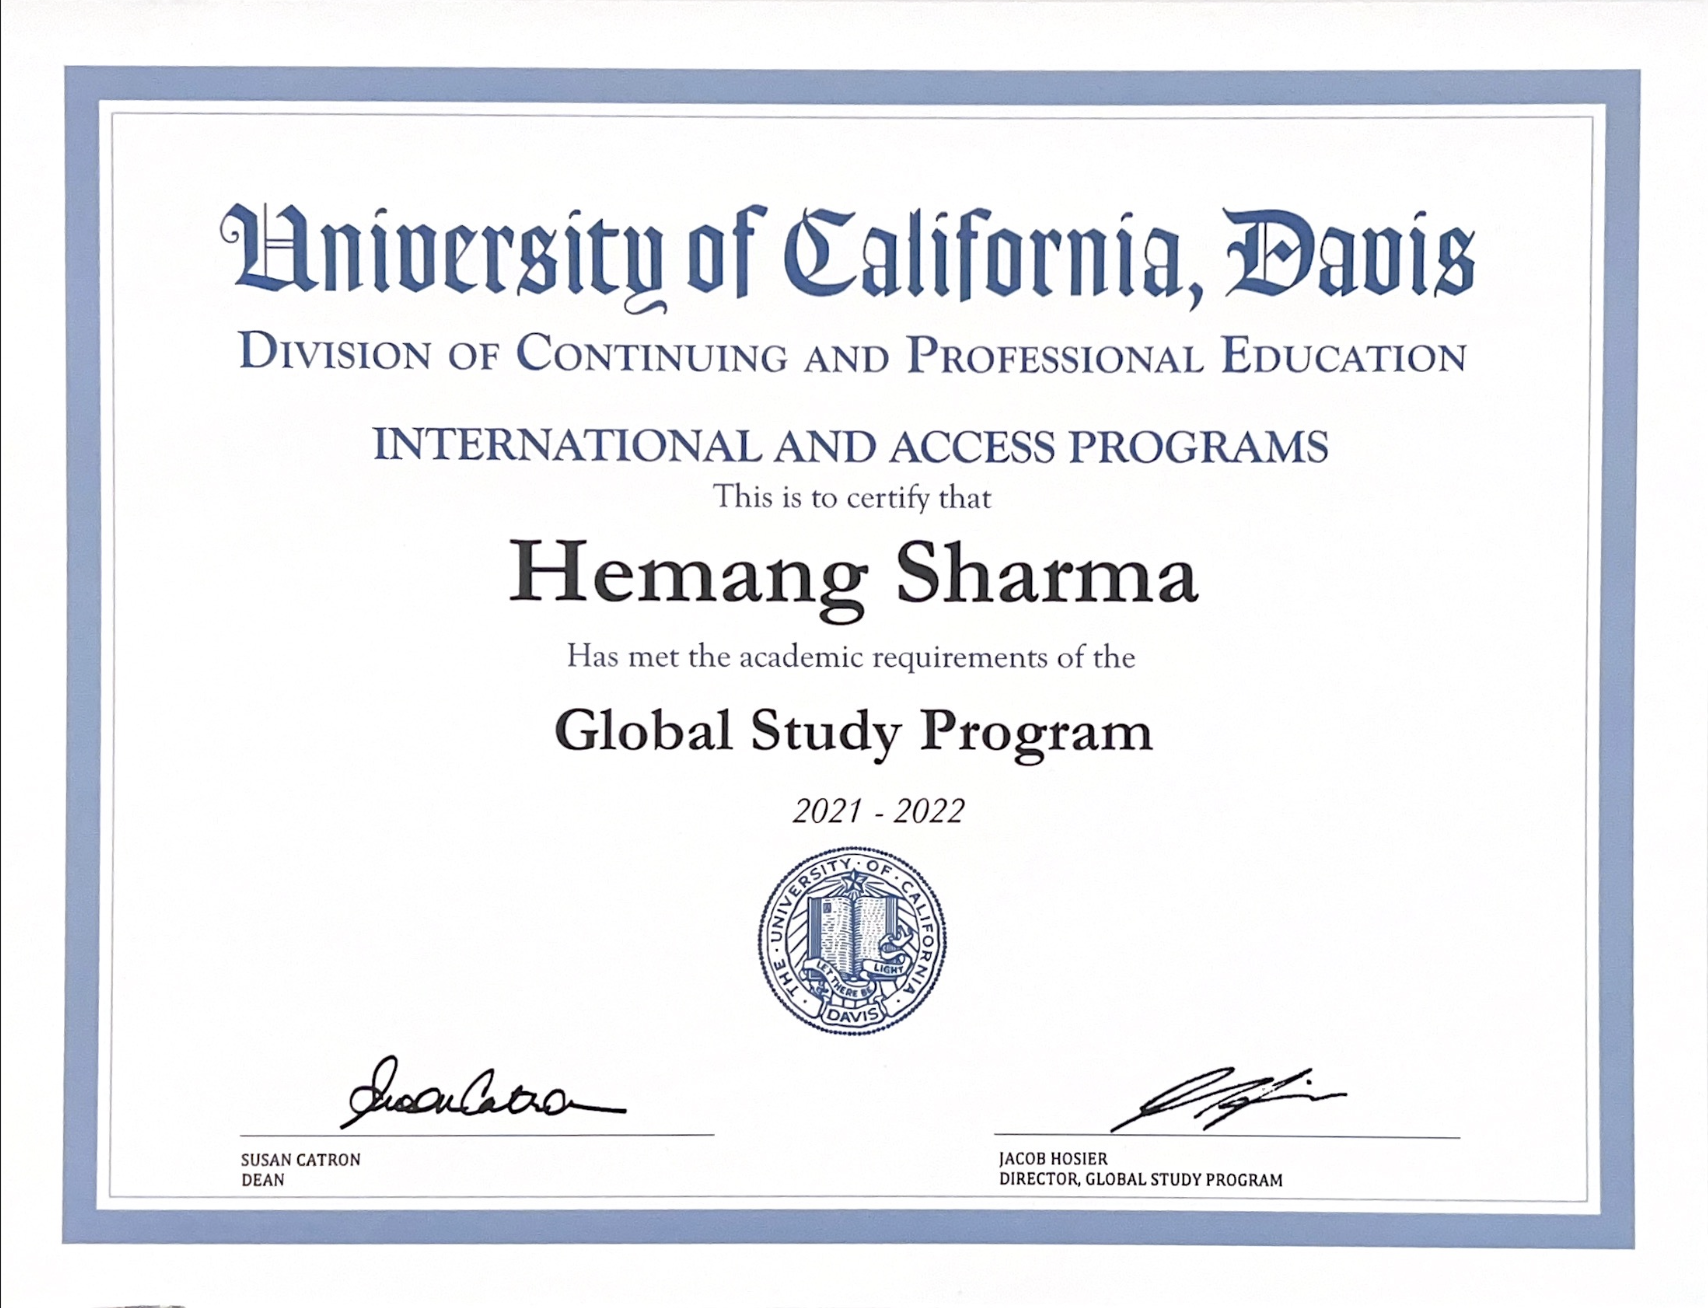 University of California, Davis
DIVISION OF CONTINUING AND PROFESSIONAL EDUCATION
INTERNATIONAL AND ACCESS PROGRAMS
This is to certify that
Hemang Sharma
Has met the academic requirements of the
Global Study Program
2021 - 2022
THE · UNIVERSITY · OF · CALIFORNIA ·
LET THERE BE LIGHT
DAVIS
Susan Catron
SUSAN CATRON
DEAN
JACOB HOSIER
DIRECTOR, GLOBAL STUDY PROGRAM